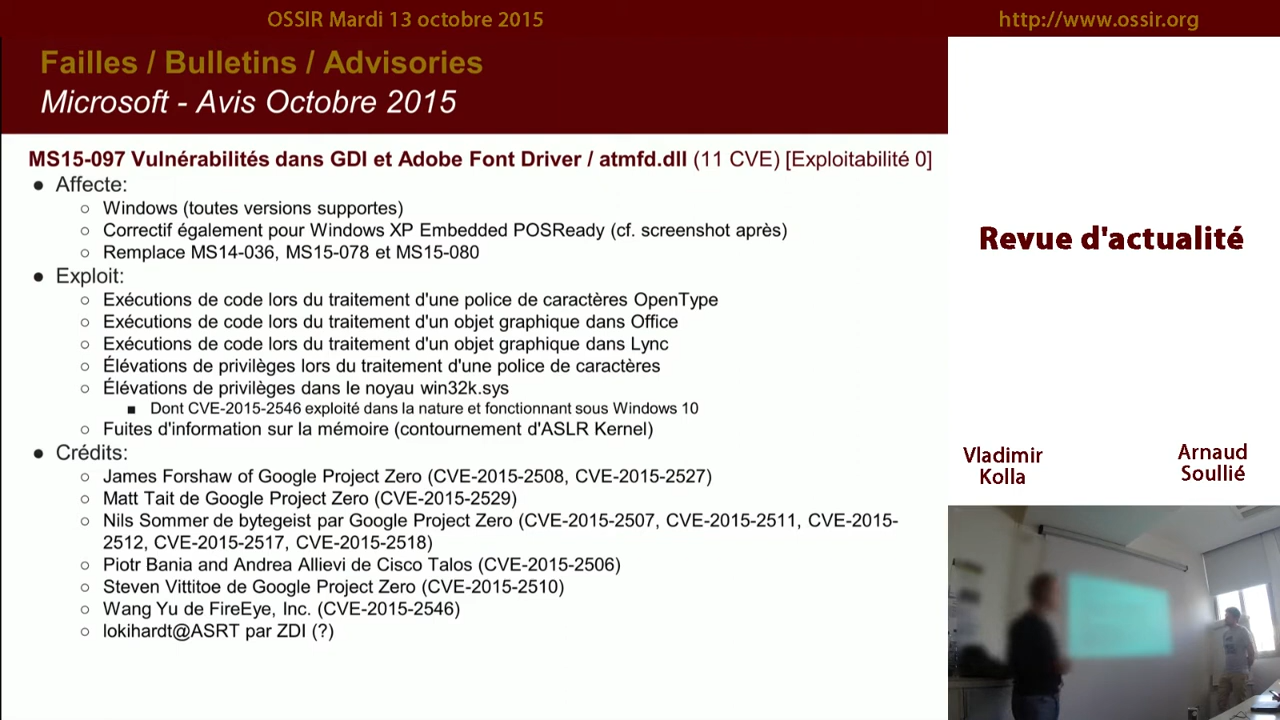 OSSIR Mardi 13 octobre 2015
http://www.ossir.org
Failles / Bulletins / Advisories
Microsoft - Avis Octobre 2015
MS15-097 Vulnérabilités dans GDI et Adobe Font Driver / atmfd.dll (11 CVE) [Exploitabilité 0]
● Affecte:
○ Windows (toutes versions supportes)
○ Correctif également pour Windows XP Embedded POSReady (cf. screenshot après)
○ Remplace MS14-036, MS15-078 et MS15-080
● Exploit:
○ Exécutions de code lors du traitement d'une police de caractères OpenType
○ Exécutions de code lors du traitement d'un objet graphique dans Office
○ Exécutions de code lors du traitement d'un objet graphique dans Lync
○ Élévations de privilèges lors du traitement d'une police de caractères
○ Élévations de privilèges dans le noyau win32k.sys
■ Dont CVE-2015-2546 exploité dans la nature et fonctionnant sous Windows 10
○ Fuites d'information sur la mémoire (contournement d'ASLR Kernel)
● Crédits:
○ James Forshaw of Google Project Zero (CVE-2015-2508, CVE-2015-2527)
○ Matt Tait de Google Project Zero (CVE-2015-2529)
○ Nils Sommer de bytegeist par Google Project Zero (CVE-2015-2507, CVE-2015-2511, CVE-2015-
2512, CVE-2015-2517, CVE-2015-2518)
○ Piotr Bania and Andrea Allievi de Cisco Talos (CVE-2015-2506)
○ Steven Vittitoe de Google Project Zero (CVE-2015-2510)
○ Wang Yu de FireEye, Inc. (CVE-2015-2546)
○ lokihardt@ASRT par ZDI (?)
Revue d'actualité
Vladimir
Kolla
Arnaud
Soullié